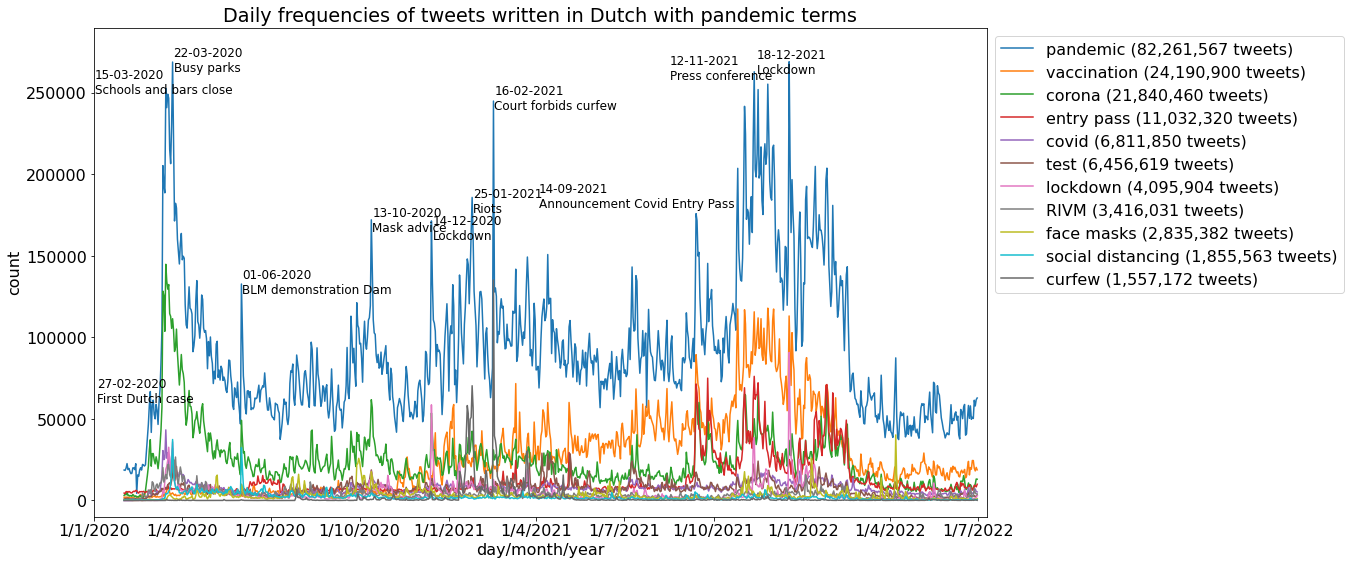 Daily frequencies of tweets written in Dutch with pandemic terms
22-03-2020
Busy parks
15-03-2020
Schools and bars close
12-11-2021
Press conference
18-12-2021
Lockdown
16-02-2021
Court forbids curfew
25-01-2021
Riots
14-09-2021
Announcement Covid Entry Pass
13-10-2020
Mask advice
14-12-2020
Lockdown
01-06-2020
BLM demonstration Dam
27-02-2020
First Dutch case
count
250000
200000
150000
100000
50000
0
1/1/2020
1/4/2020
1/7/2020
1/10/2020
1/1/2021
1/4/2021
1/7/2021
1/10/2021
1/1/2022
1/4/2022
1/7/2022
day/month/year
pandemic (82,261,567 tweets)
vaccination (24,190,900 tweets)
corona (21,840,460 tweets)
entry pass (11,032,320 tweets)
covid (6,811,850 tweets)
test (6,456,619 tweets)
lockdown (4,095,904 tweets)
RIVM (3,416,031 tweets)
face masks (2,835,382 tweets)
social distancing (1,855,563 tweets)
curfew (1,557,172 tweets)